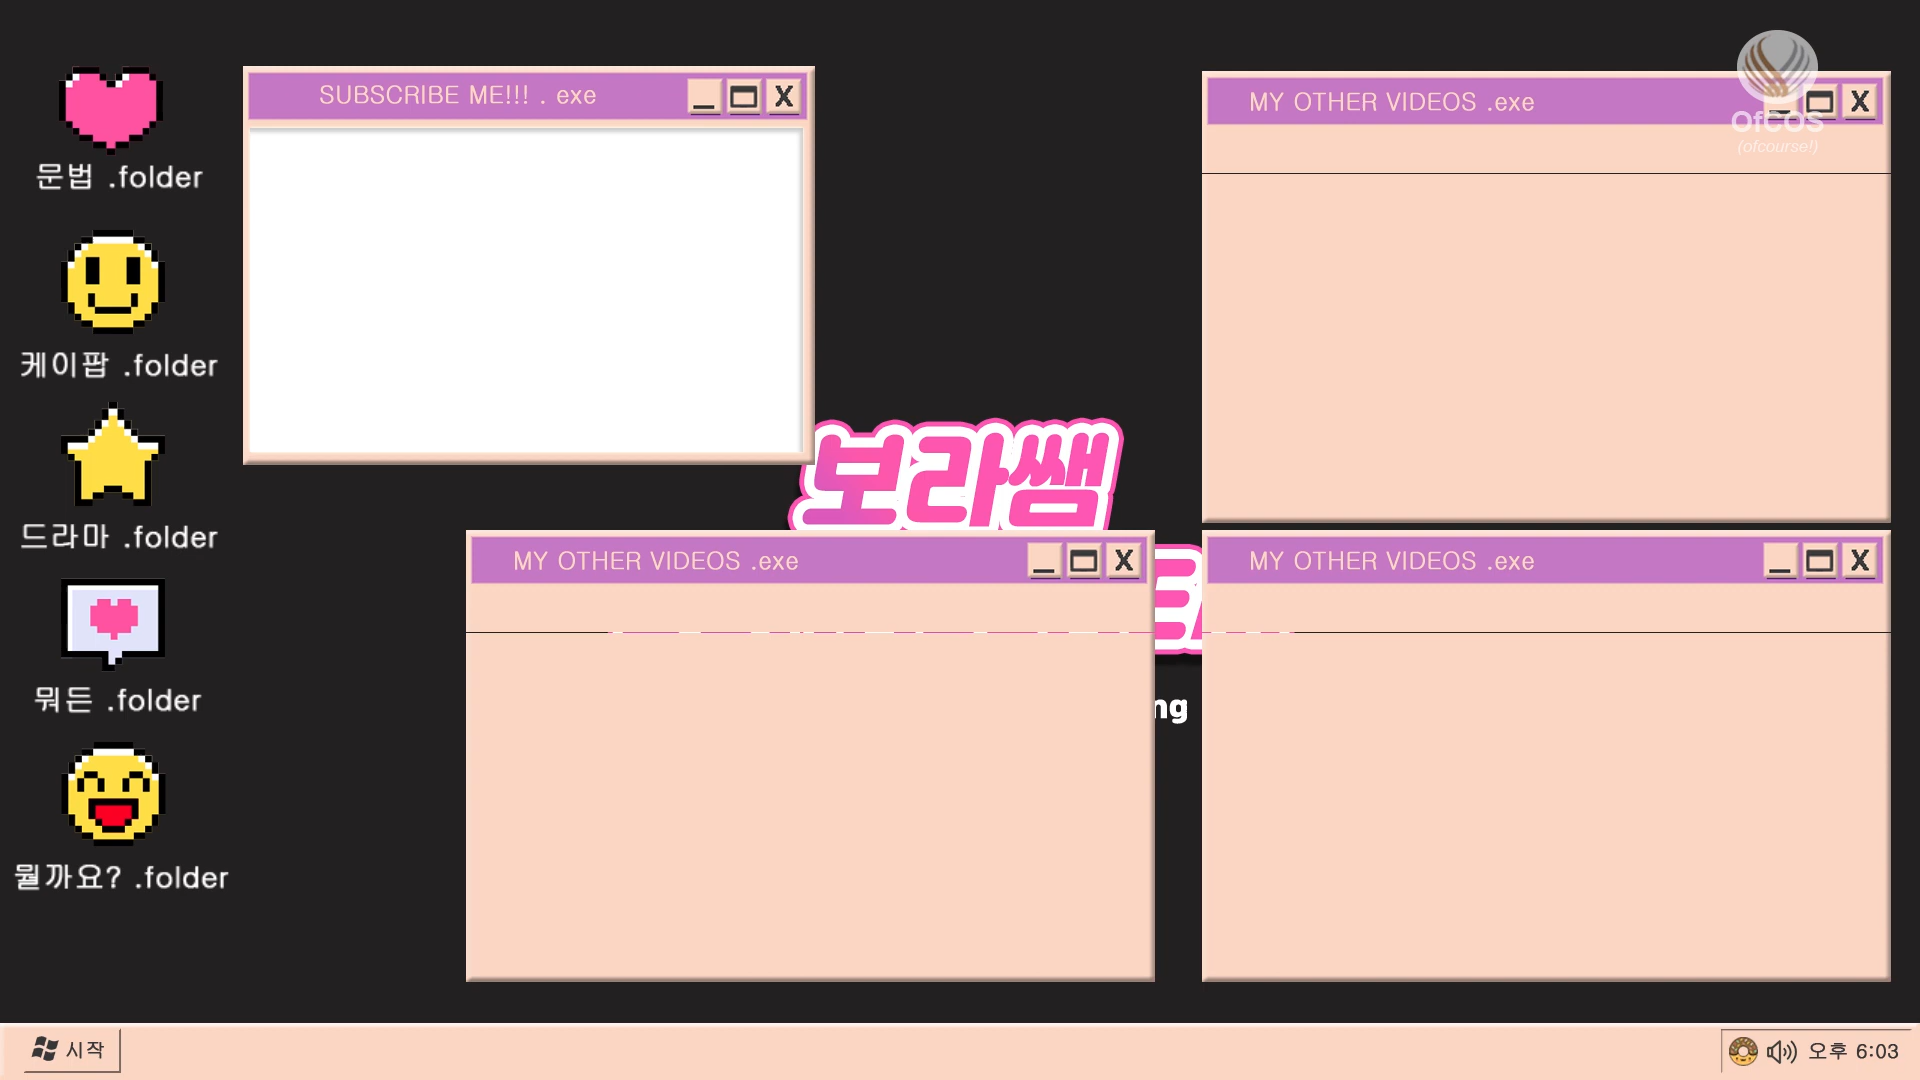 문법 .folder
케이팝 .folder
드라마 .folder
뭐든 .folder
뭘까요? .folder
SUBSCRIBE ME!!! . exe
X
MY OTHER VIDEOS .exe
X
OfCOS
(ofcourse!)
보라쌤
MY OTHER VIDEOS .exe
X
MY OTHER VIDEOS .exe
X
시작
오후 6:03